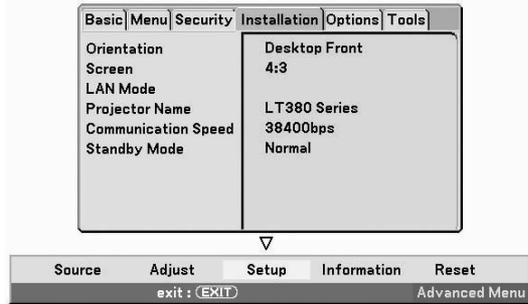 Basic Menu Security Installation Options Tools
Orientation Desktop Front
Screen 4:3
LAN Mode
Projector Name LT380 Series
Communication Speed 38400bps
Standby Mode Normal
Source Adjust Setup Information Reset
exit : EXIT Advanced Menu